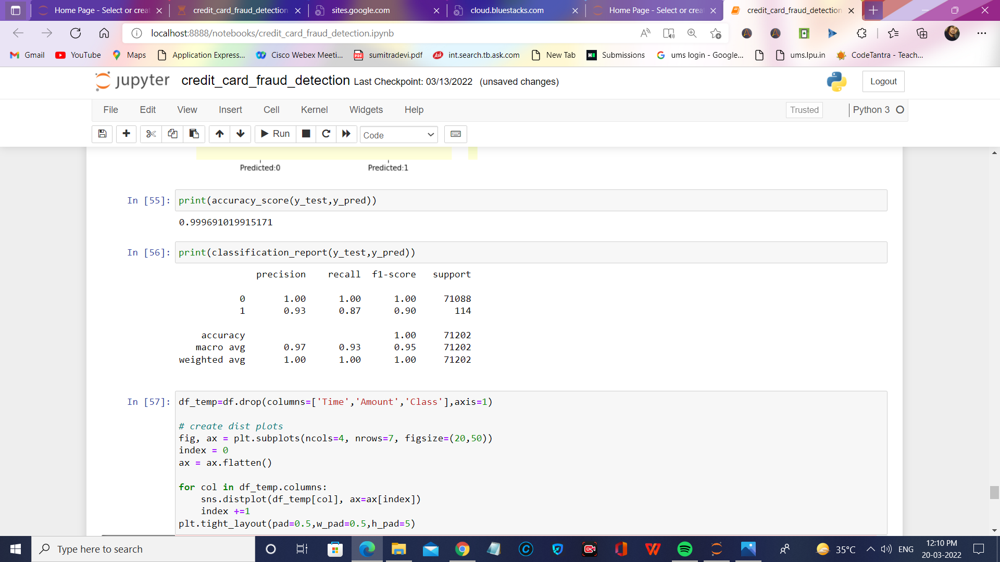 Home Page - Select or creat
credit_card_fraud_detection
sites.google.com
cloud.bluestacks.com
Home Page - Select or creat
credit_card_fraud_detection
localhost:8888/notebooks/credit_card_fraud_detection.ipynb
Gmail
YouTube
Maps
Application Express...
Cisco Webex Meeti...
sumitradevi.pdf
int.search.tb.ask.com
New Tab
Submissions
ums login - Google...
ums.lpu.in
CodeTantra - Teach...
jupyter credit_card_fraud_detection Last Checkpoint: 03/13/2022 (unsaved changes)
Logout
File Edit View Insert Cell Kernel Widgets Help
Trusted
Python 3
Run
Code
Predicted:0 Predicted:1
In [55]: print(accuracy_score(y_test,y_pred))
0.999691019915171
In [56]: print(classification_report(y_test,y_pred))
precision recall f1-score support
0 1.00 1.00 1.00 71088
1 0.93 0.87 0.90 114
accuracy 1.00 71202
macro avg 0.97 0.93 0.95 71202
weighted avg 1.00 1.00 1.00 71202
In [57]: df_temp=df.drop(columns=['Time','Amount','Class'],axis=1)
# create dist plots
fig, ax = plt.subplots(ncols=4, nrows=7, figsize=(20,50))
index = 0
ax = ax.flatten()
for col in df_temp.columns:
sns.distplot(df_temp[col], ax=ax[index])
index +=1
plt.tight_layout(pad=0.5,w_pad=0.5,h_pad=5)
Type here to search
35°C
ENG
12:10 PM
20-03-2022